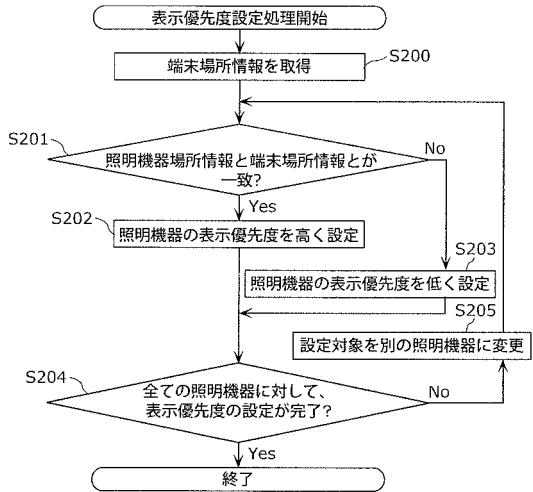 表示優先度設定処理開始
端末場所情報を取得
S200
S201
照明機器場所情報と端末場所情報とが
一致?
No
Yes
S202
照明機器の表示優先度を高く設定
S203
照明機器の表示優先度を低く設定
S205
設定対象を別の照明機器に変更
S204
全ての照明機器に対して、
表示優先度の設定が完了?
No
Yes
終了